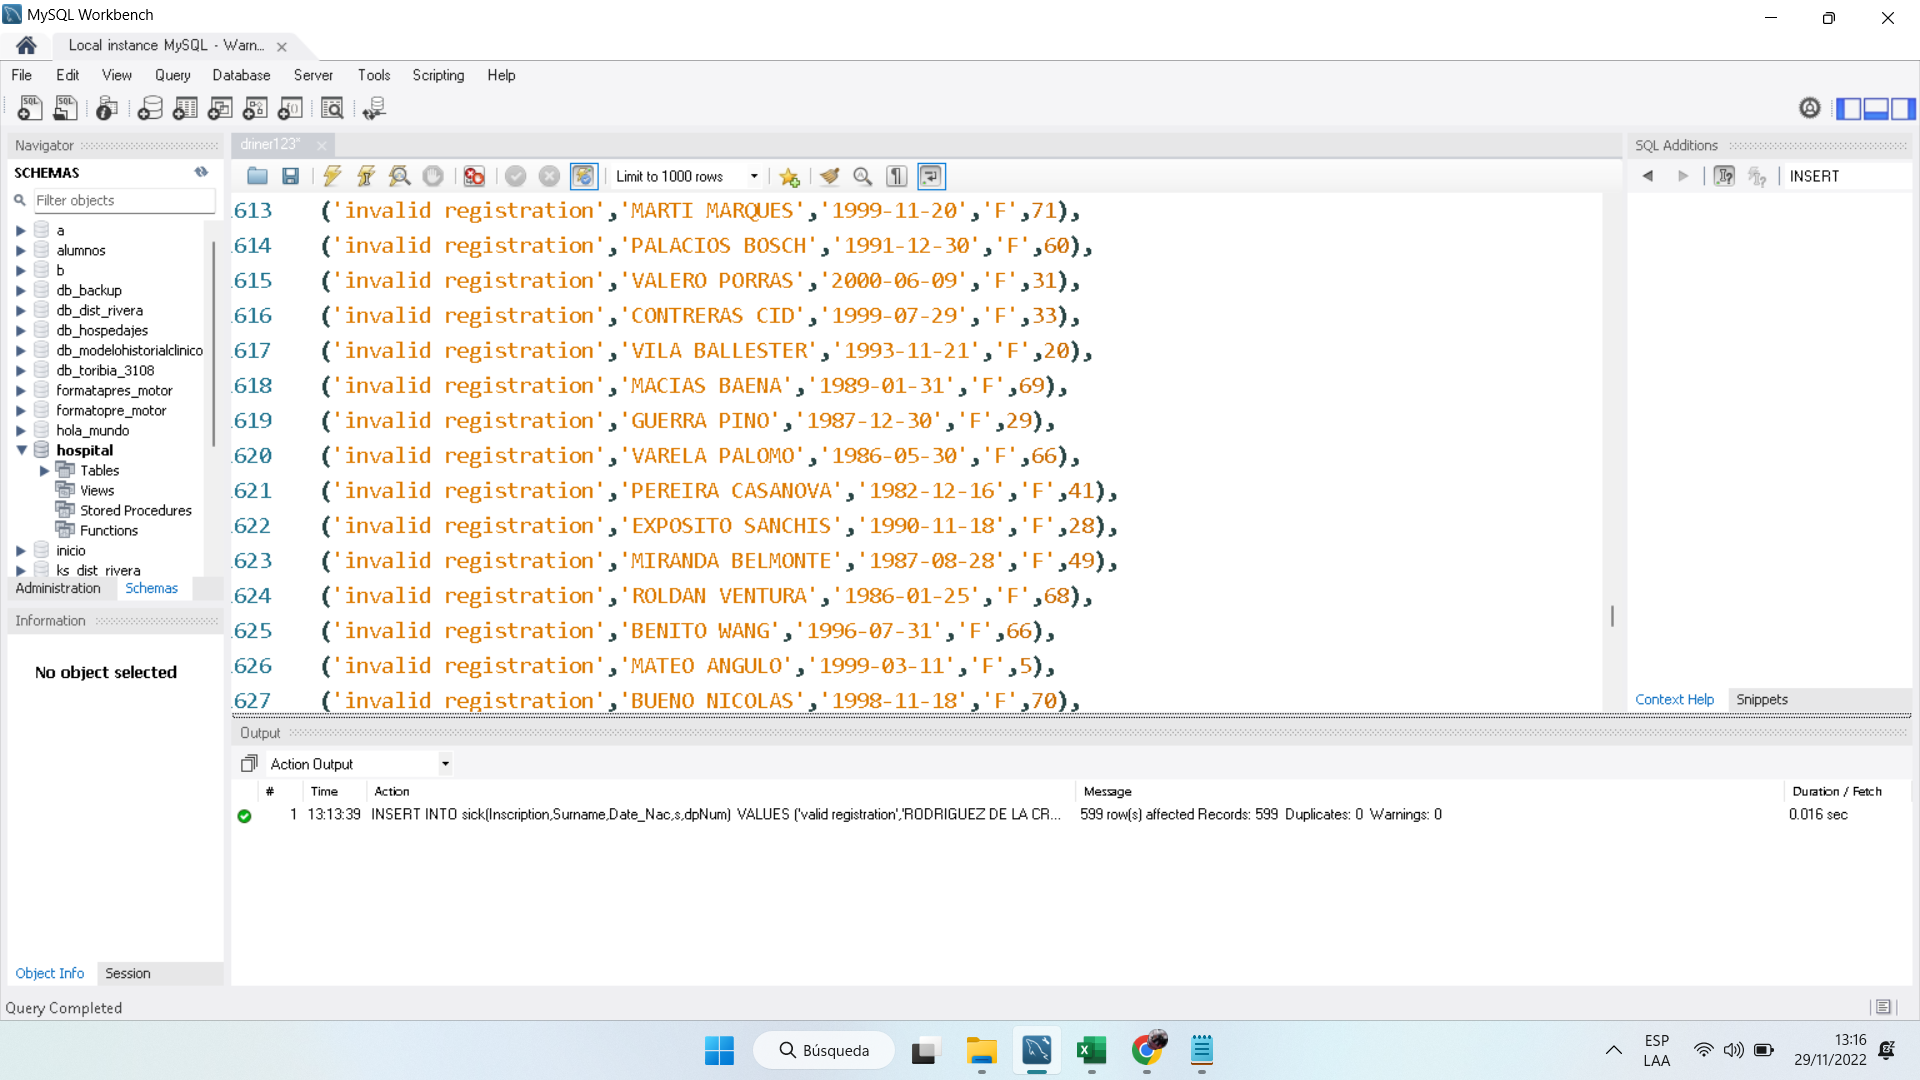 MySQL Workbench
Local instance MySQL - Warn...
File Edit View Query Database Server Tools Scripting Help
Navigator
SCHEMAS
Filter objects
a
alumnos
b
db_backup
db_dist_rivera
db_hospedajes
db_modelohistorialclinico
db_toribia_3108
formatapres_motor
formatopre_motor
hola_mundo
hospital
Tables
Views
Stored Procedures
Functions
inicio
ks_dist_rivera
Administration Schemas
Information
No object selected
Object Info Session
driner123*
Limit to 1000 rows
613 ('invalid registration','MARTI MARQUES','1999-11-20','F',71),
614 ('invalid registration','PALACIOS BOSCH','1991-12-30','F',60),
615 ('invalid registration','VALERO PORRAS','2000-06-09','F',31),
616 ('invalid registration','CONTRERAS CID','1999-07-29','F',33),
617 ('invalid registration','VILA BALLESTER','1993-11-21','F',20),
618 ('invalid registration','MACIAS BAENA','1989-01-31','F',69),
619 ('invalid registration','GUERRA PINO','1987-12-30','F',29),
620 ('invalid registration','VARELA PALOMO','1986-05-30','F',66),
621 ('invalid registration','PEREIRA CASANOVA','1982-12-16','F',41),
622 ('invalid registration','EXPOSITO SANCHIS','1990-11-18','F',28),
623 ('invalid registration','MIRANDA BELMONTE','1987-08-28','F',49),
624 ('invalid registration','ROLDAN VENTURA','1986-01-25','F',68),
625 ('invalid registration','BENITO WANG','1996-07-31','F',66),
626 ('invalid registration','MATEO ANGULO','1999-03-11','F',5),
627 ('invalid registration','BUENO NICOLAS','1998-11-18','F',70),
SQL Additions
INSERT
Context Help Snippets
Output
Action Output
# Time Action Message Duration / Fetch
1 13:13:39 INSERT INTO sick(Inscription,Surname,Date_Nac,s,dpNum) VALUES ('valid registration','RODRIGUEZ DE LA CR... 599 row(s) affected Records: 599 Duplicates: 0 Warnings: 0 0.016 sec
Query Completed
Búsqueda
ESP
LAA
13:16
29/11/2022